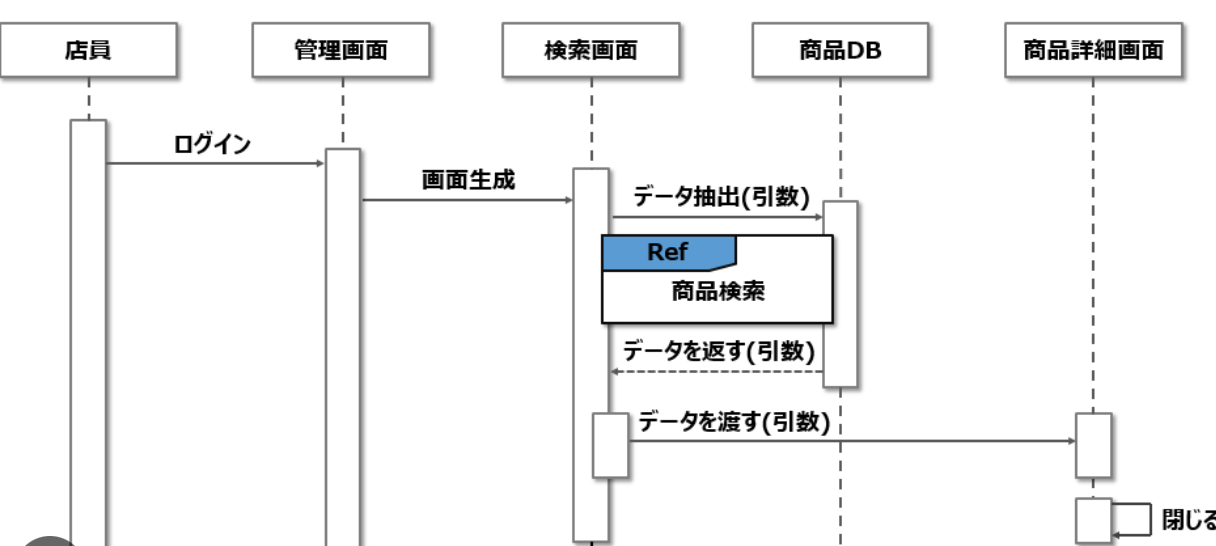 店員
管理画面
検索画面
商品DB
商品詳細画面
ログイン
画面生成
データ抽出(引数)
Ref
商品検索
データを返す(引数)
データを渡す(引数)
閉じる